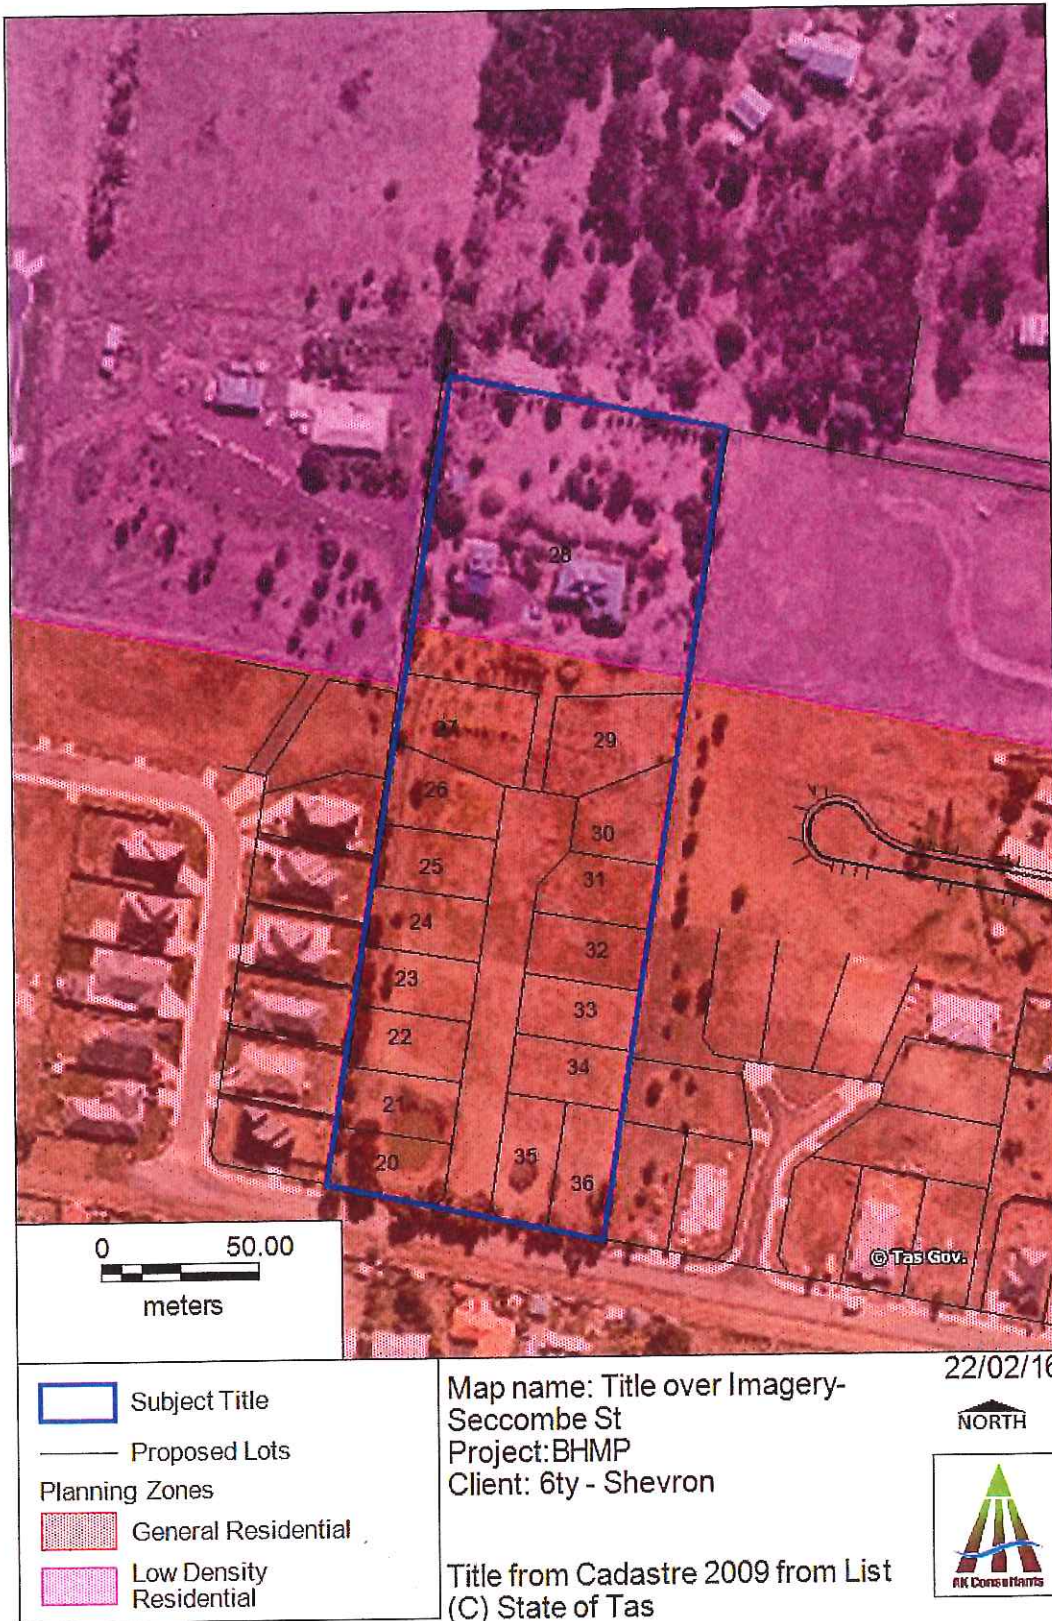 28
27
29
26
30
25
31
24
32
23
33
22
34
21
35
20
36
© Tas Gov.
0 50.00
meters
Subject Title
Proposed Lots
Planning Zones
General Residential
Low Density
Residential
Map name: Title over Imagery-
Seccombe St
Project:BHMP
Client: 6ty - Shevron
Title from Cadastre 2009 from List
(C) State of Tas
22/02/16
NORTH
AK Consultants